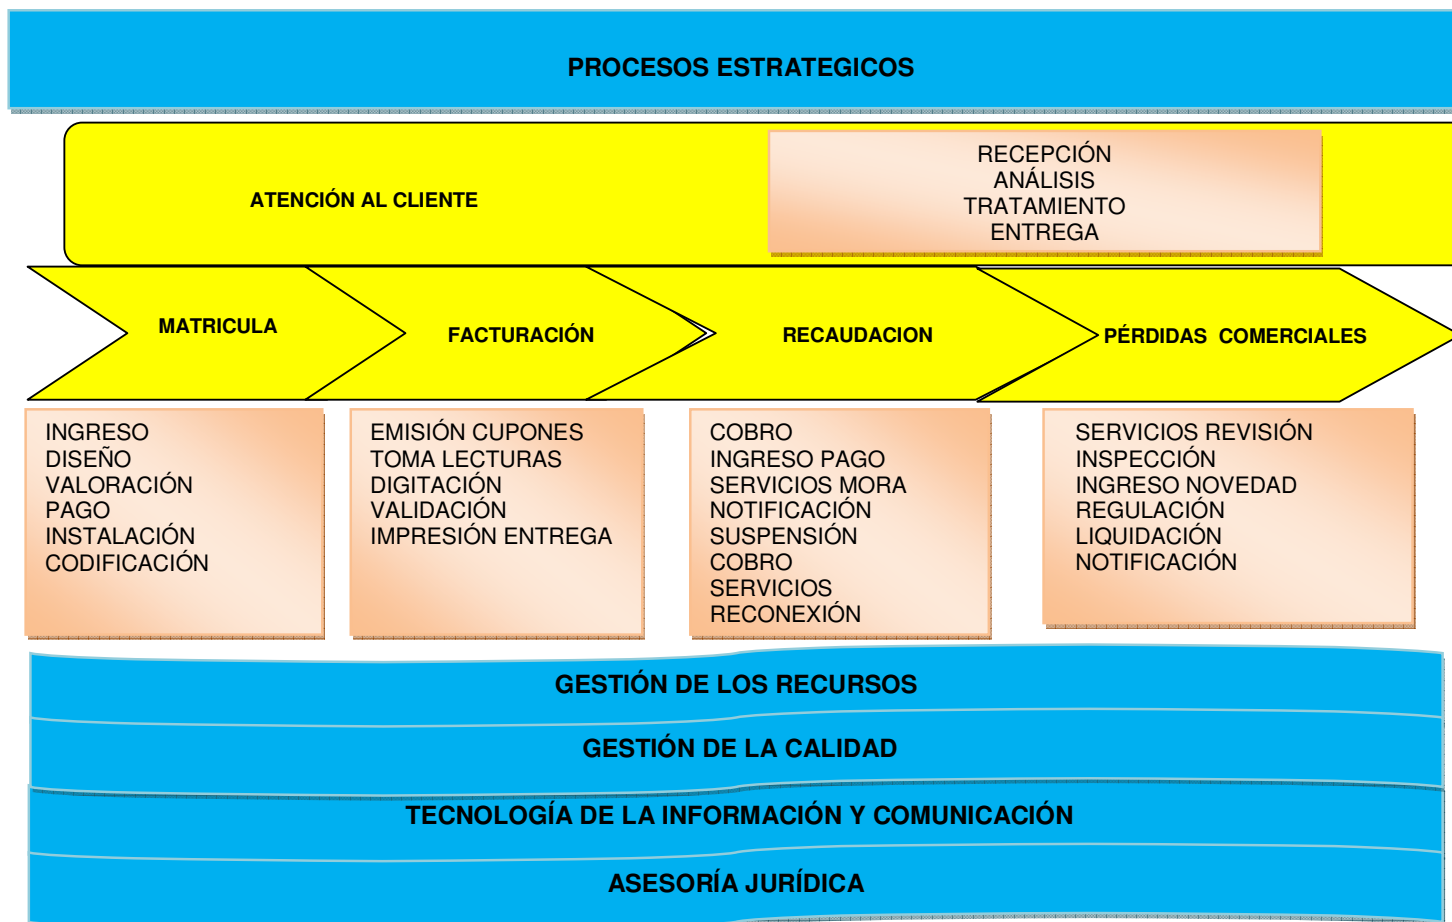 PROCESOS ESTRATEGICOS
ATENCIÓN AL CLIENTE
RECEPCIÓN
ANÁLISIS
TRATAMIENTO
ENTREGA
MATRICULA
FACTURACIÓN
RECAUDACION
PÉRDIDAS COMERCIALES
INGRESO
DISEÑO
VALORACIÓN
PAGO
INSTALACIÓN
CODIFICACIÓN
EMISIÓN CUPONES
TOMA LECTURAS
DIGITACIÓN
VALIDACIÓN
IMPRESIÓN ENTREGA
COBRO
INGRESO PAGO
SERVICIOS MORA
NOTIFICACIÓN
SUSPENSIÓN
COBRO
SERVICIOS
RECONEXIÓN
SERVICIOS REVISIÓN
INSPECCIÓN
INGRESO NOVEDAD
REGULACIÓN
LIQUIDACIÓN
NOTIFICACIÓN
GESTIÓN DE LOS RECURSOS
GESTIÓN DE LA CALIDAD
TECNOLOGÍA DE LA INFORMACIÓN Y COMUNICACIÓN
ASESORÍA JURÍDICA